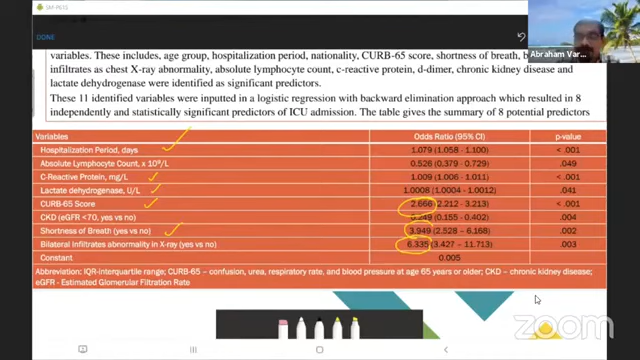 SM-P615
DONE
Abraham Var...
variables. These includes, age group, hospitalization period, nationality, CURB-65 score, shortness of breath,
infiltrates as chest X-ray abnormality, absolute lymphocyte count, c-reactive protein, d-dimer, chronic kidney disease and
lactate dehydrogenase were identified as significant predictors.
These 11 identified variables were inputted in a logistic regression with backward elimination approach which resulted in 8
independently and statistically significant predictors of ICU admission. The table gives the summary of 8 potential predictors
Variables Odds Ratio (95% CI) p-value
Hospitalization Period, days 1.079 (1.058 - 1.100) < .001
Absolute Lymphocyte Count, x 10⁹/L 0.526 (0.379 - 0.729) .049
C-Reactive Protein, mg/L 1.009 (1.006 - 1.011) < .001
Lactate dehydrogenase, U/L 1.0008 (1.0004 - 1.0012) .041
CURB-65 Score 2.666 (2.212 - 3.213) < .001
CKD (eGFR <70, yes vs no) 0.249 (0.155 - 0.402) .004
Shortness of Breath (yes vs no) 3.949 (2.528 – 6.168) .002
Bilateral Infiltrates abnormality in X-ray (yes vs no) 6.335 (3.427 – 11.713) .003
Constant 0.005
Abbreviation: IQR-interquartile range; CURB-65 – confusion, urea, respiratory rate, and blood pressure at age 65 years or older; CKD – chronic kidney disease;
eGFR - Estimated Glomerular Filtration Rate
zoom